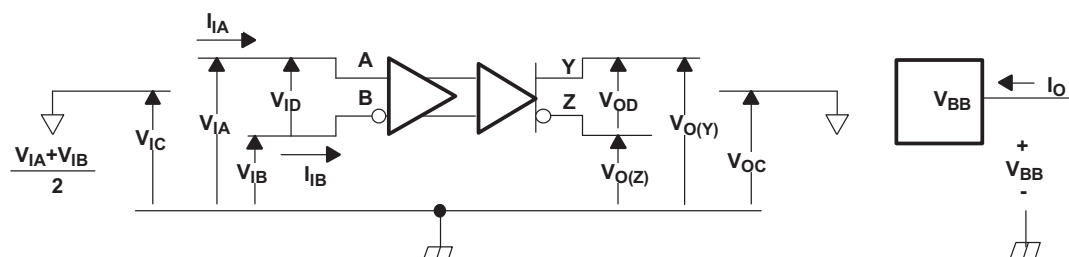 I_IA
A
B
Y
Z
V_ID
V_IA
V_IB
I_IB
V_IC
V_IA+V_IB
2
V_OD
V_O(Y)
V_O(Z)
V_OC
V_BB
I_O
+
V_BB
-